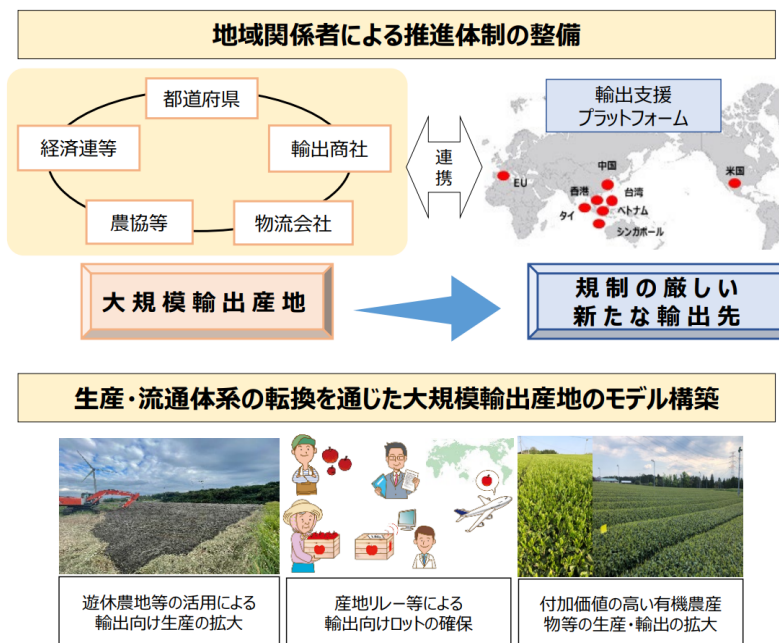 地域関係者による推進体制の整備
都道府県
経済連等
輸出商社
農協等
物流会社
連携
輸出支援
プラットフォーム
EU
中国
香港
台湾
タイ
ベトナム
シンガポール
米国
大規模輸出産地
規制の厳しい
新たな輸出先
生産・流通体系の転換を通じた大規模輸出産地のモデル構築
遊休農地等の活用による
輸出向け生産の拡大
産地リレー等による
輸出向けロットの確保
付加価値の高い有機農産
物等の生産・輸出の拡大